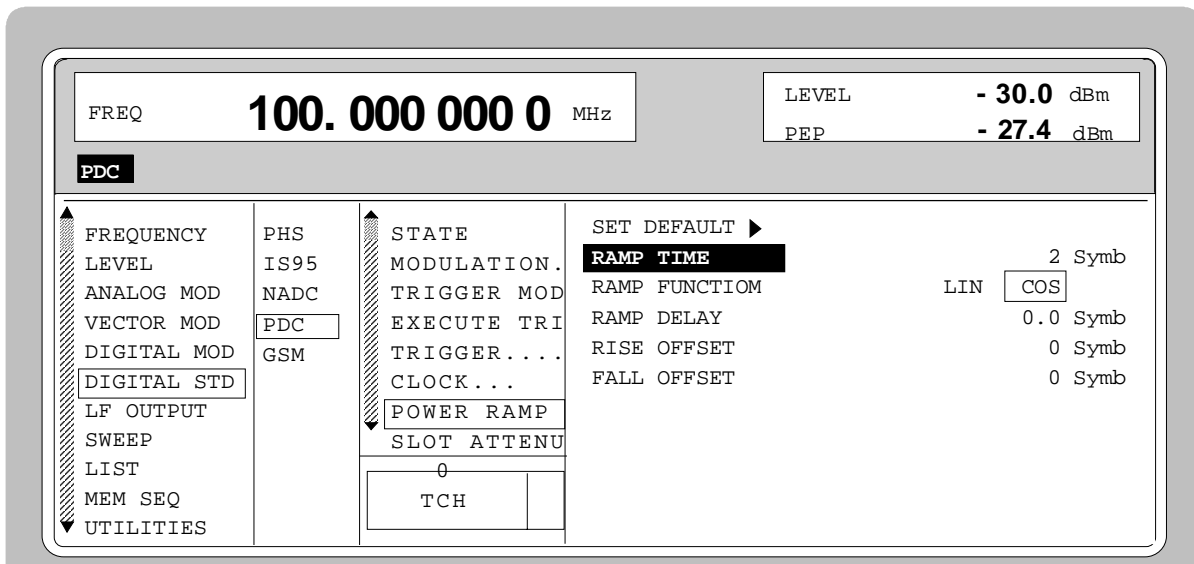 FREQ 100. 000 000 0 MHz
LEVEL - 30.0 dBm
PEP - 27.4 dBm
PDC
FREQUENCY
LEVEL
ANALOG MOD
VECTOR MOD
DIGITAL MOD
DIGITAL STD
LF OUTPUT
SWEEP
LIST
MEM SEQ
UTILITIES
PHS
IS95
NADC
PDC
GSM
STATE
MODULATION.
TRIGGER MOD
EXECUTE TRI
TRIGGER....
CLOCK...
POWER RAMP
SLOT ATTENU
0
TCH
SET DEFAULT
RAMP TIME 2 Symb
RAMP FUNCTIOM LIN COS
RAMP DELAY 0.0 Symb
RISE OFFSET 0 Symb
FALL OFFSET 0 Symb